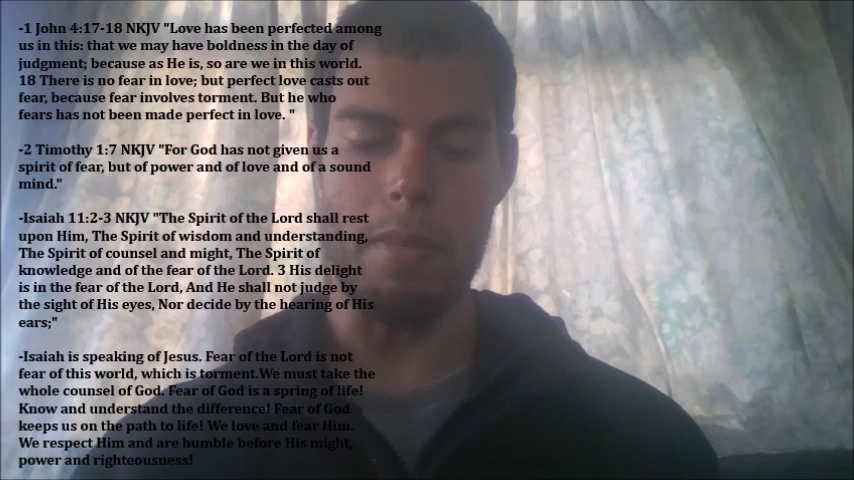 -1 John 4:17-18 NKJV "Love has been perfected among
us in this: that we may have boldness in the day of
judgment; because as He is, so are we in this world.
18 There is no fear in love; but perfect love casts out
fear, because fear involves torment. But he who
fears has not been made perfect in love. "
-2 Timothy 1:7 NKJV "For God has not given us a
spirit of fear, but of power and of love and of a sound
mind."
-Isaiah 11:2-3 NKJV "The Spirit of the Lord shall rest
upon Him, The Spirit of wisdom and understanding,
The Spirit of counsel and might, The Spirit of
knowledge and of the fear of the Lord. 3 His delight
is in the fear of the Lord, And He shall not judge by
the sight of His eyes, Nor decide by the hearing of His
ears;"
-Isaiah is speaking of Jesus. Fear of the Lord is not
fear of this world, which is torment.We must take the
whole counsel of God. Fear of God is a spring of life!
Know and understand the difference! Fear of God
keeps us on the path to life! We love and fear Him.
We respect Him and are humble before His might,
power and righteousness!